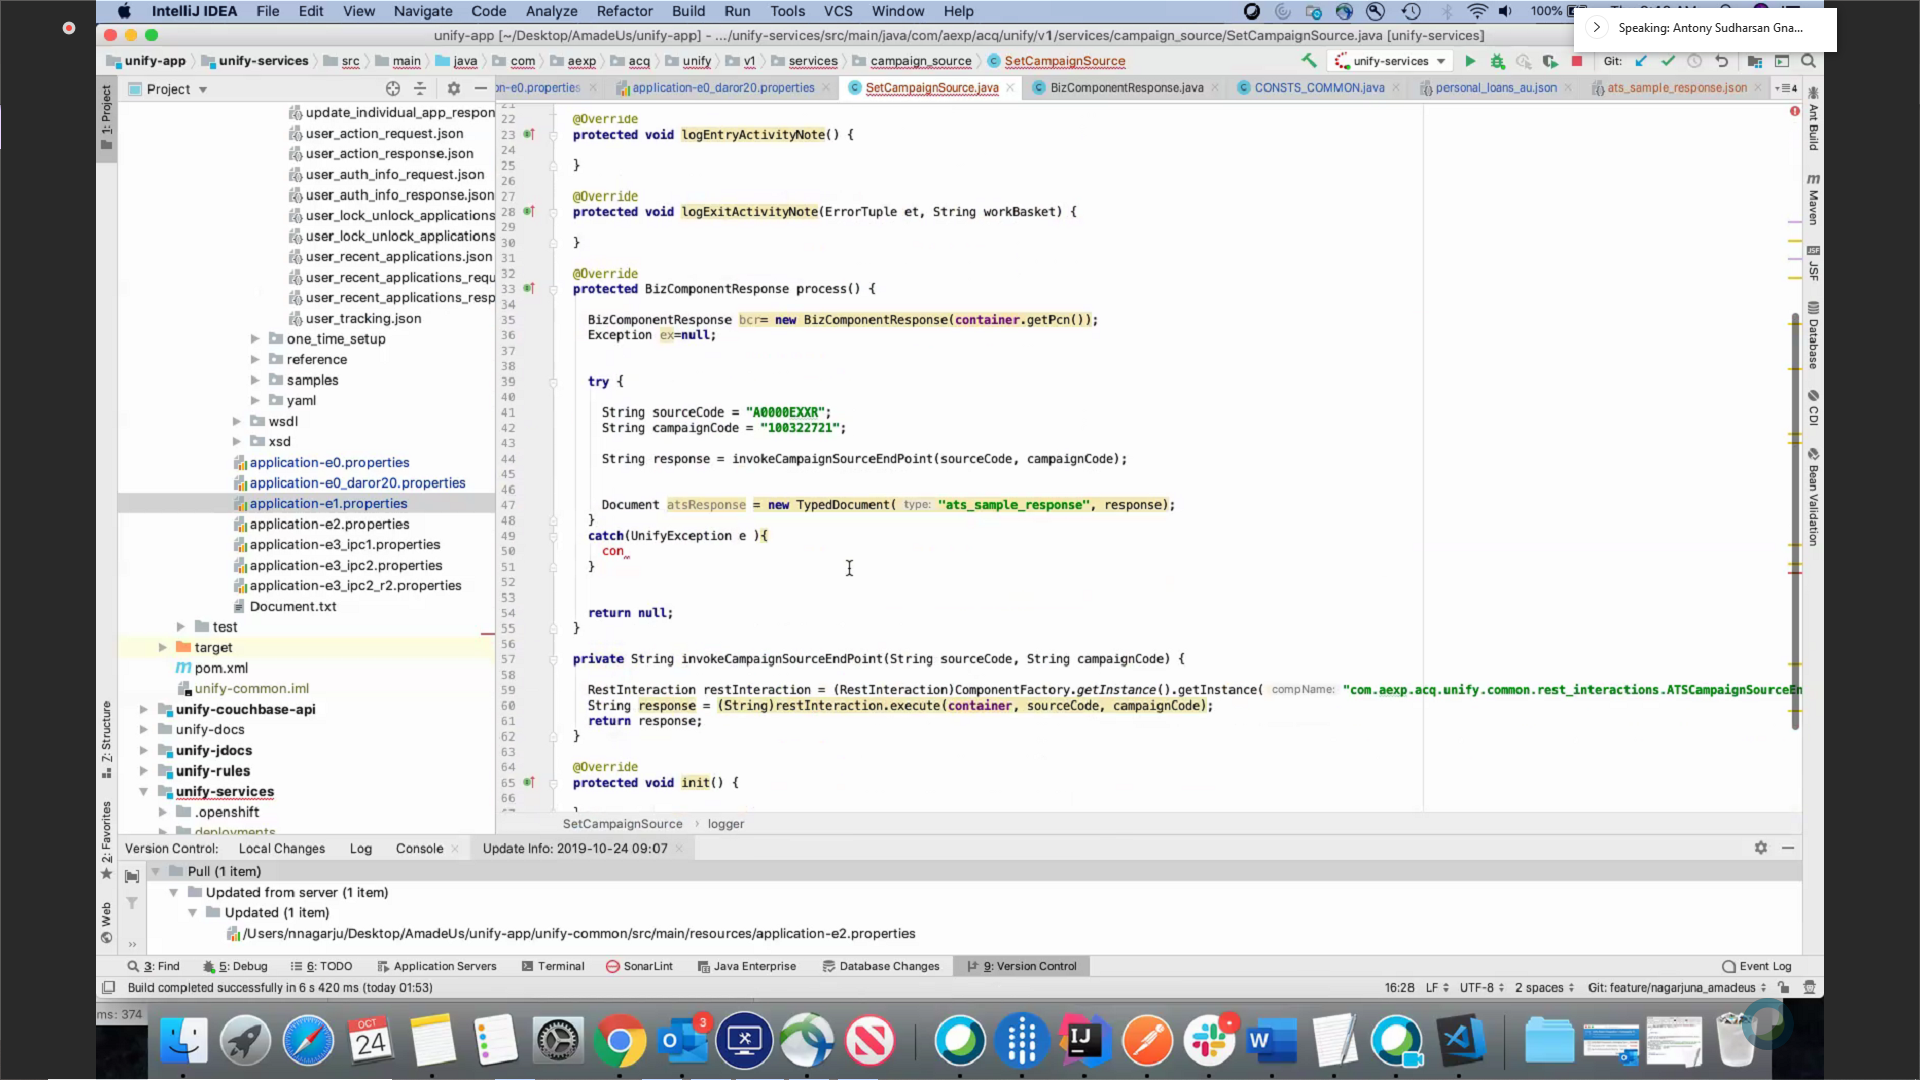 IntelliJ IDEA File Edit View Navigate Code Analyze Refactor Build Run Tools VCS Window Help
100%
Speaking: Antony Sudharsan Gna...
unify-app [~/Desktop/AmadeUs/unify-app] - .../unify-services/src/main/java/com/aexp/acq/unify/v1/services/campaign_source/SetCampaignSource.java [unify-services]
unify-app unify-services src main java com aexp acq unify v1 services campaign_source SetCampaignSource
unify-services Git:
Project
on-e0.properties application-e0_daror20.properties SetCampaignSource.java BizComponentResponse.java CONSTS_COMMON.java personal_loans_au.json ats_sample_response.json
1: Project
update_individual_app_respon
user_action_request.json
user_action_response.json
user_auth_info_request.json
user_auth_info_response.json
user_lock_unlock_applications
user_lock_unlock_applications
user_recent_applications.json
user_recent_applications_requ
user_recent_applications_resp
user_tracking.json
one_time_setup
reference
samples
yaml
wsdl
xsd
application-e0.properties
application-e0_daror20.properties
application-e1.properties
application-e2.properties
application-e3_ipc1.properties
application-e3_ipc2.properties
application-e3_ipc2_r2.properties
Document.txt
test
target
pom.xml
unify-common.iml
unify-couchbase-api
unify-docs
unify-jdocs
unify-rules
unify-services
.openshift
deployments
21
22 @Override
23 protected void logEntryActivityNote() {
24
25 }
26
27 @Override
28 protected void logExitActivityNote(ErrorTuple et, String workBasket) {
29
30 }
31
32 @Override
33 protected BizComponentResponse process() {
34
35 BizComponentResponse bcr= new BizComponentResponse(container.getPcn());
36 Exception ex=null;
37
38
39 try {
40
41 String sourceCode = "A0000EXXR";
42 String campaignCode = "100322721";
43
44 String response = invokeCampaignSourceEndPoint(sourceCode, campaignCode);
45
46
47 Document atsResponse = new TypedDocument( type: "ats_sample_response", response);
48 }
49 catch(UnifyException e ){
50 con
51 }
52
53
54 return null;
55 }
56
57 private String invokeCampaignSourceEndPoint(String sourceCode, String campaignCode) {
58
59 RestInteraction restInteraction = (RestInteraction)ComponentFactory.getInstance().getInstance( compName: "com.aexp.acq.unify.common.rest_interactions.ATSCampaignSourceEn
60 String response = (String)restInteraction.execute(container, sourceCode, campaignCode);
61 return response;
62 }
63
64 @Override
65 protected void init() {
66
SetCampaignSource logger
Ant Build
Maven
JSF
Database
CDI
Bean Validation
7: Structure
2: Favorites
Web
Version Control: Local Changes Log Console Update Info: 2019-10-24 09:07
Pull (1 item)
Updated from server (1 item)
Updated (1 item)
/Users/nnagarju/Desktop/AmadeUs/unify-app/unify-common/src/main/resources/application-e2.properties
3: Find 5: Debug 6: TODO Application Servers Terminal SonarLint Java Enterprise Database Changes 9: Version Control Event Log
Build completed successfully in 6 s 420 ms (today 01:53)
16:28 LF UTF-8 2 spaces Git: feature/nagarjuna_amadeus
ms: 374
OCT
24
3